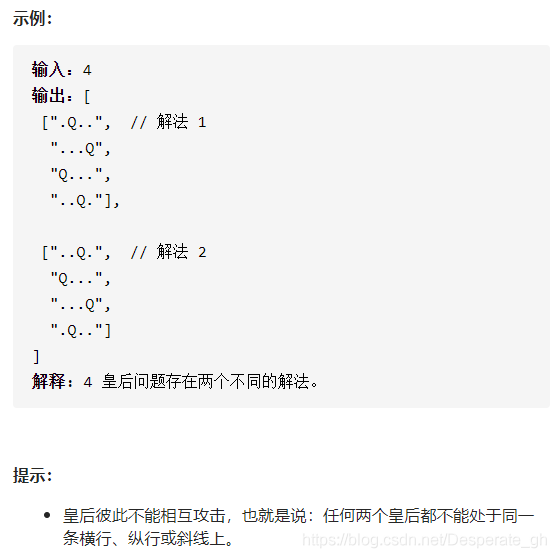 示例：
输入：4
输出：[
[".Q..",  // 解法 1
"...Q",
"Q...",
"..Q."],
["..Q.",  // 解法 2
"Q...",
"...Q",
".Q.."]
]
解释：4 皇后问题存在两个不同的解法。
提示：
• 皇后彼此不能相互攻击，也就是说：任何两个皇后都不能处于同一
条横行、纵行或斜线上。
https://blog.csdn.net/Desperate_gh